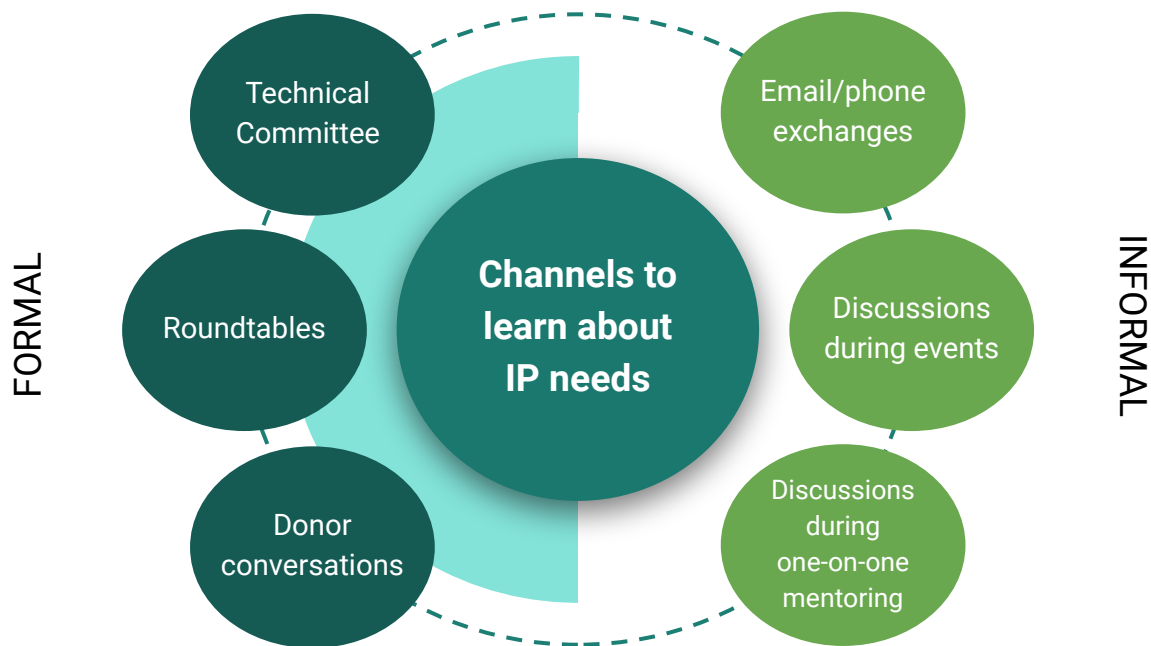 FORMAL
Technical
Committee
Roundtables
Donor
conversations
Channels to
learn about
IP needs
Email/phone
exchanges
Discussions
during events
Discussions
during
one-on-one
mentoring
INFORMAL